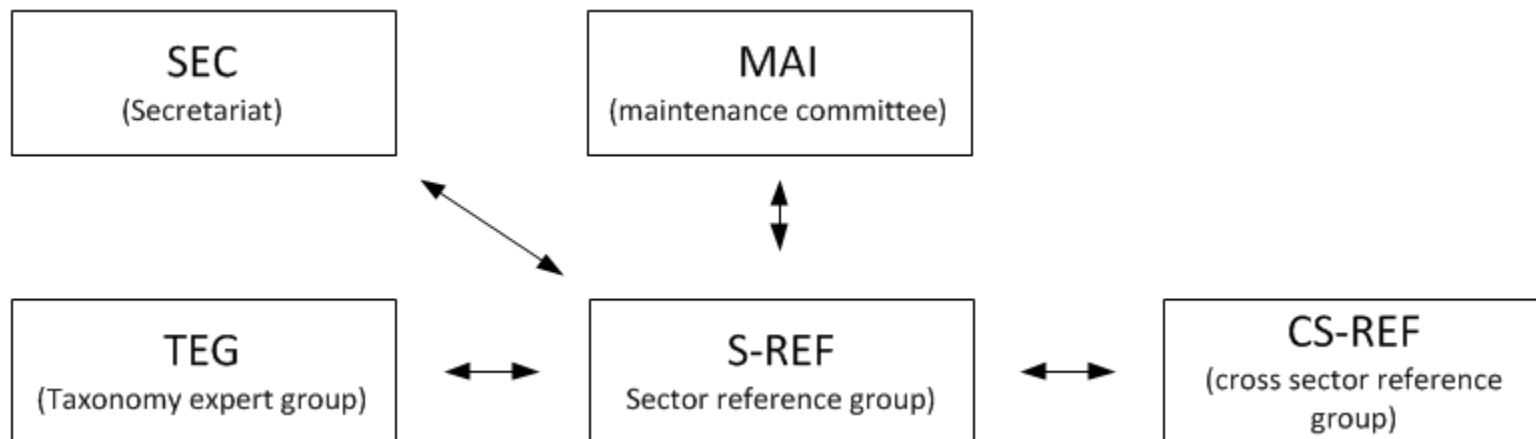 SEC
(Secretariat)
MAI
(maintenance committee)
TEG
(Taxonomy expert group)
S-REF
Sector reference group)
CS-REF
(cross sector reference
group)